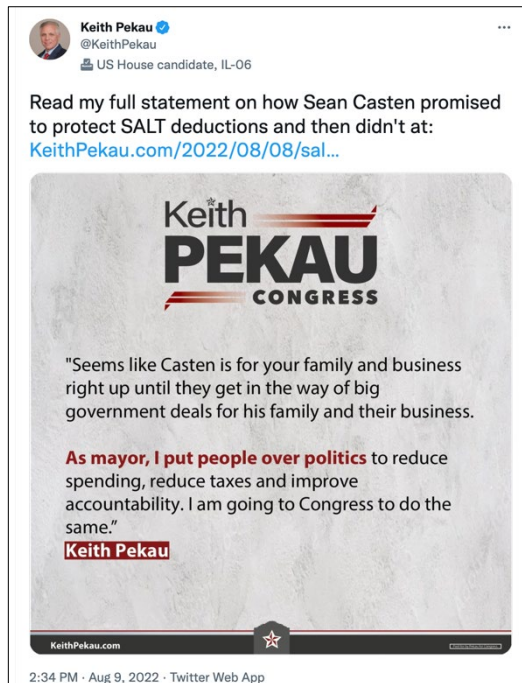 Keith Pekau
@KeithPekau
US House candidate, IL-06
Read my full statement on how Sean Casten promised
to protect SALT deductions and then didn't at:
KeithPekau.com/2022/08/08/sal...
Keith
PEKAU
CONGRESS
"Seems like Casten is for your family and business
right up until they get in the way of big
government deals for his family and their business.
As mayor, I put people over politics to reduce
spending, reduce taxes and improve
accountability. I am going to Congress to do the
same."
Keith Pekau
KeithPekau.com
2:34 PM · Aug 9, 2022 · Twitter Web App